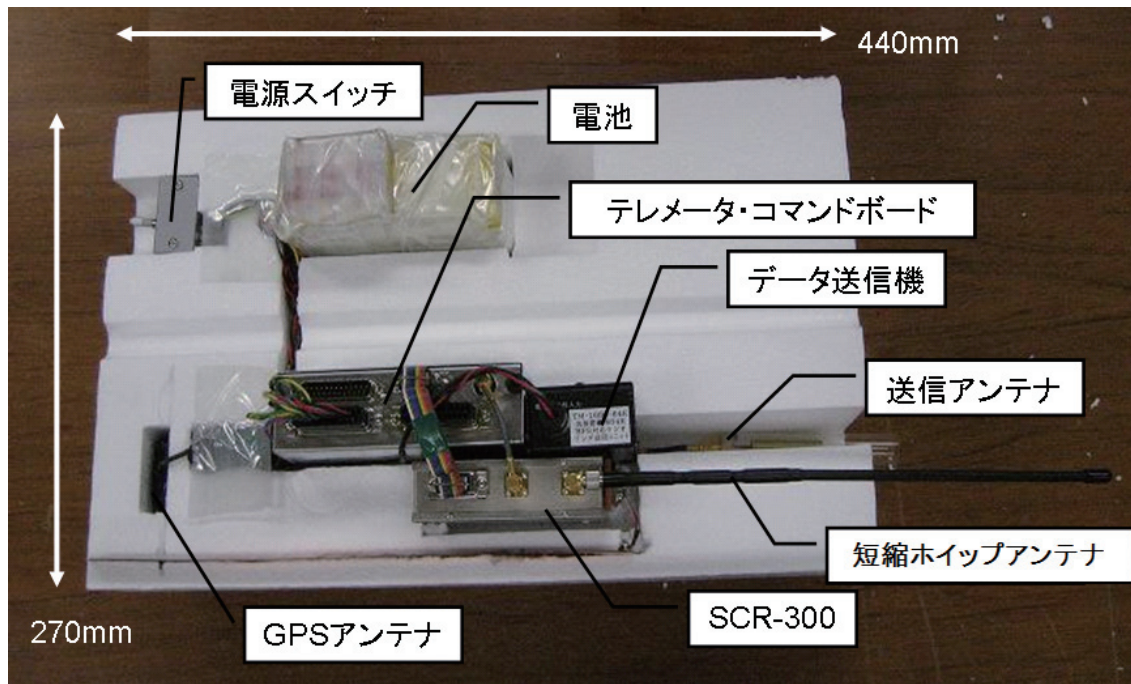 440mm
電源スイッチ
電池
テレメータ・コマンドボード
データ送信機
送信アンテナ
短縮ホイップアンテナ
SCR-300
GPSアンテナ
270mm